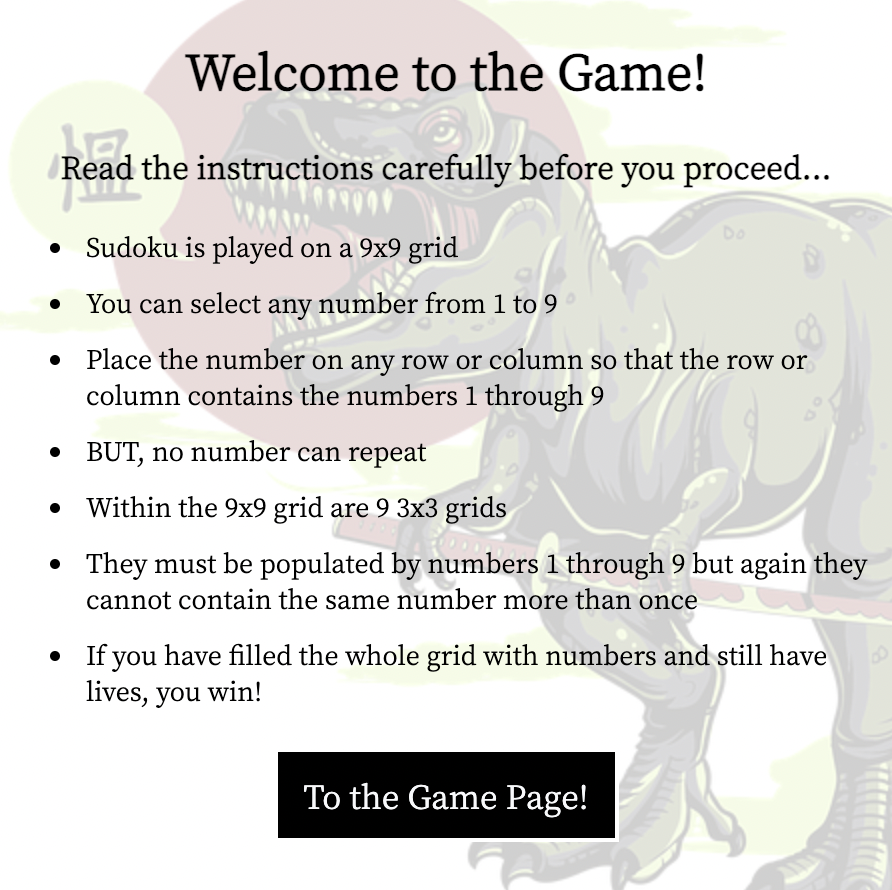 Welcome to the Game!
Read the instructions carefully before you proceed...
• Sudoku is played on a 9x9 grid
• You can select any number from 1 to 9
• Place the number on any row or column so that the row or
column contains the numbers 1 through 9
• BUT, no number can repeat
• Within the 9x9 grid are 9 3x3 grids
• They must be populated by numbers 1 through 9 but again they
cannot contain the same number more than once
• If you have filled the whole grid with numbers and still have
lives, you win!
To the Game Page!